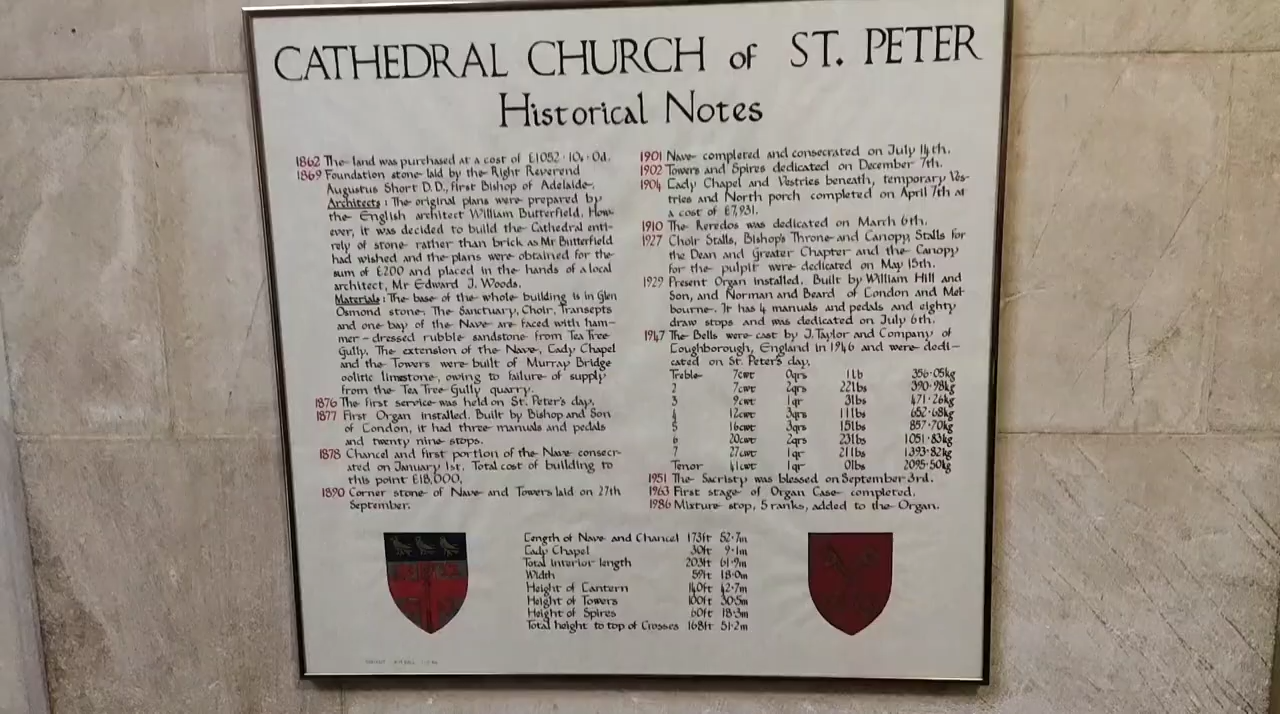 CATHEDRAL CHURCH of ST. PETER
Historical Notes
1862 The land was purchased at a cost of £1052·10s·0d.
1869 Foundation stone laid by the Right Reverend
Augustus Short D.D., first Bishop of Adelaide.
Architects: The original plans were prepared by
the English architect William Butterfield. How-
ever, it was decided to build the Cathedral enti-
rely of stone rather than brick as Mr Butterfield
had wished and the plans were obtained for the
sum of £200 and placed in the hands of a local
architect, Mr Edward J. Woods.
Materials: The base of the whole building is in Glen
Osmond stone. The Sanctuary, Choir, Transepts
and one bay of the Nave are faced with ham-
mer-dressed rubble sandstone from Tea Tree
Gully. The extension of the Nave, Lady Chapel
and the Towers were built of Murray Bridge
oolitic limestone, owing to failure of supply
from the Tea Tree Gully quarry.
1876 The first service was held on St. Peter's day.
1877 First Organ installed. Built by Bishop and Son
of London, it had three manuals and pedals
and twenty nine stops.
1878 Chancel and first portion of the Nave consecr-
ated on January 1st. Total cost of building to
this point £18,000.
1890 Corner stone of Nave and Towers laid on 27th
September.
1901 Nave completed and consecrated on July 14th.
1902 Towers and Spires dedicated on December 7th.
1904 Lady Chapel and Vestries beneath, temporary Ves-
tries and North porch completed on April 7th at
a cost of £7,931.
1910 The Reredos was dedicated on March 6th.
1927 Choir Stalls, Bishop's Throne and Canopy, Stalls for
the Dean and Greater Chapter and the Canopy
for the pulpit were dedicated on May 15th.
1929 Present Organ installed. Built by William Hill and
Son, and Norman and Beard of London and Mel-
bourne. It has 4 manuals and pedals and eighty
draw stops and was dedicated on July 6th.
1947 The Bells were cast by J. Taylor and Company of
Loughborough, England in 1946 and were dedi-
cated on St. Peter's day.
Treble 7cwt 0qrs 1lb 356·05kg
2 7cwt 2qrs 22lbs 390·98kg
3 9cwt 1qr 3lbs 471·26kg
4 12cwt 3qrs 11lbs 652·68kg
5 16cwt 3qrs 15lbs 857·70kg
6 20cwt 2qrs 23lbs 1051·83kg
7 27cwt 1qr 21lbs 1393·82kg
Tenor 41cwt 1qr 0lbs 2095·50kg
1951 The Sacristy was blessed on September 3rd.
1963 First stage of Organ Case completed.
1986 Mixture stop, 5 ranks, added to the Organ.
Length of Nave and Chancel 173ft 52·7m
Lady Chapel 30ft 9·1m
Total interior length 203ft 61·9m
Width 59ft 18·0m
Height of Lantern 140ft 42·7m
Height of Towers 100ft 30·5m
Height of Spires 60ft 18·3m
Total height to top of Crosses 168ft 51·2m